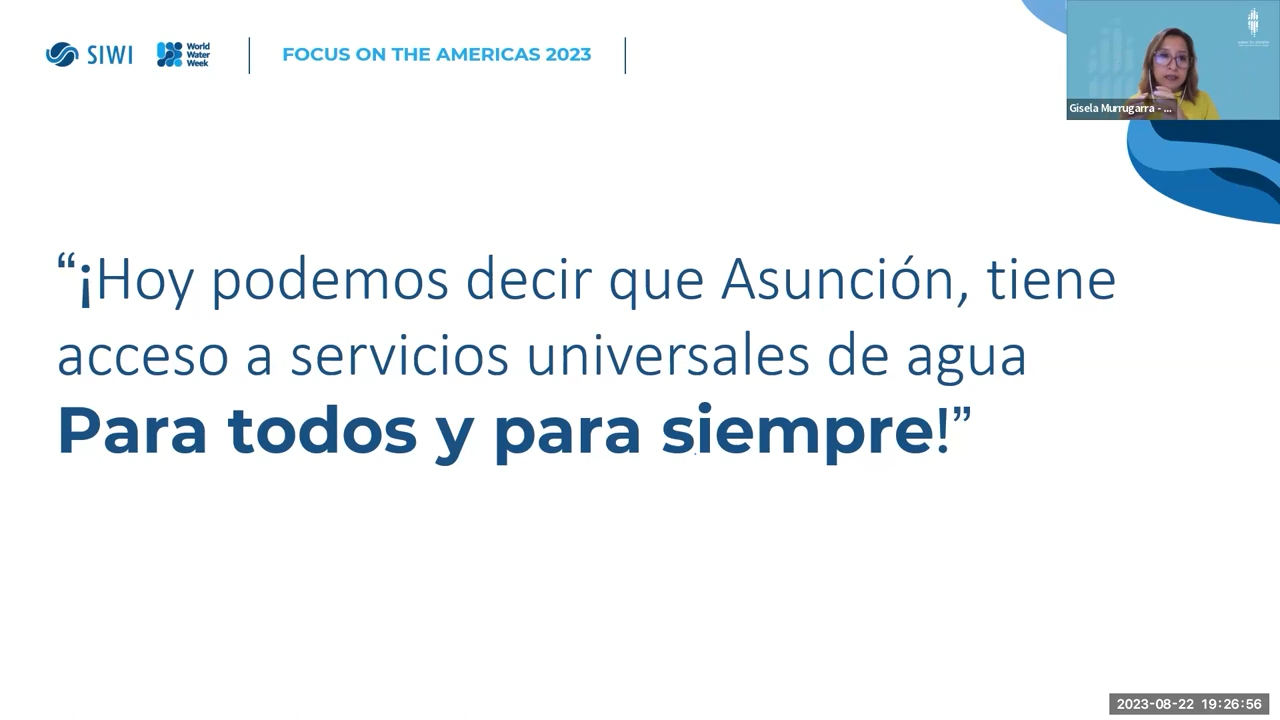 SIWI
World
Water
Week
FOCUS ON THE AMERICAS 2023
Gisela Murrugarra - ...
“¡Hoy podemos decir que Asunción, tiene
acceso a servicios universales de agua
Para todos y para siempre!”
2023-08-22 19:26:56